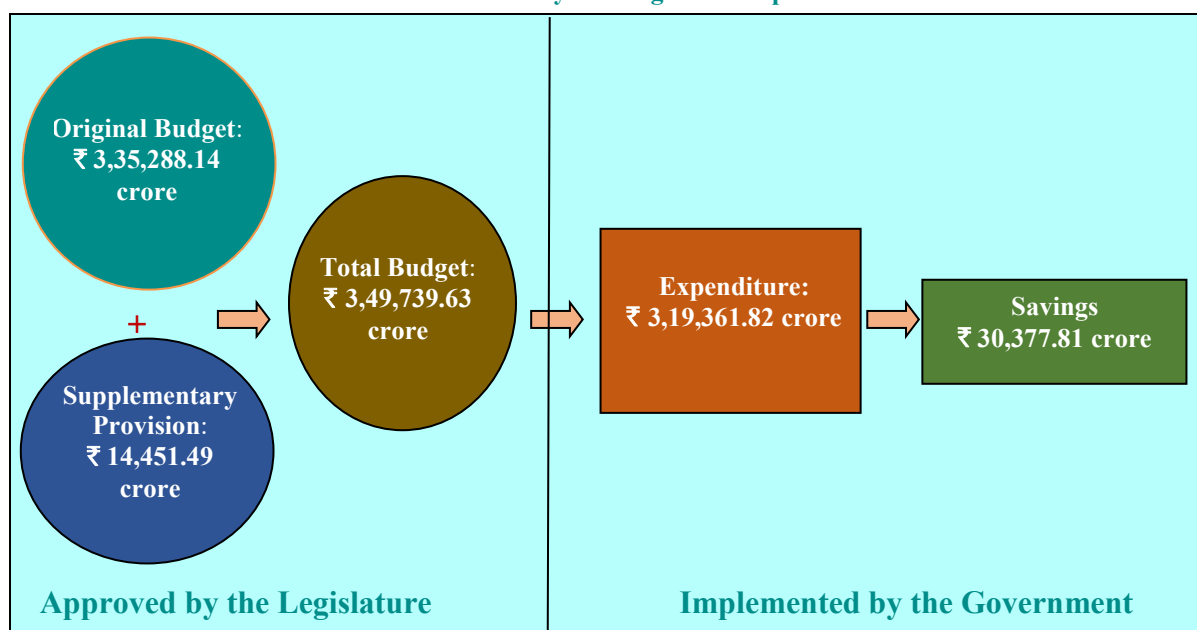 Original Budget:
₹ 3,35,288.14
crore
+
Supplementary
Provision:
₹ 14,451.49
crore
Total Budget:
₹ 3,49,739.63
crore
Expenditure:
₹ 3,19,361.82 crore
Savings
₹ 30,377.81 crore
Approved by the Legislature
Implemented by the Government